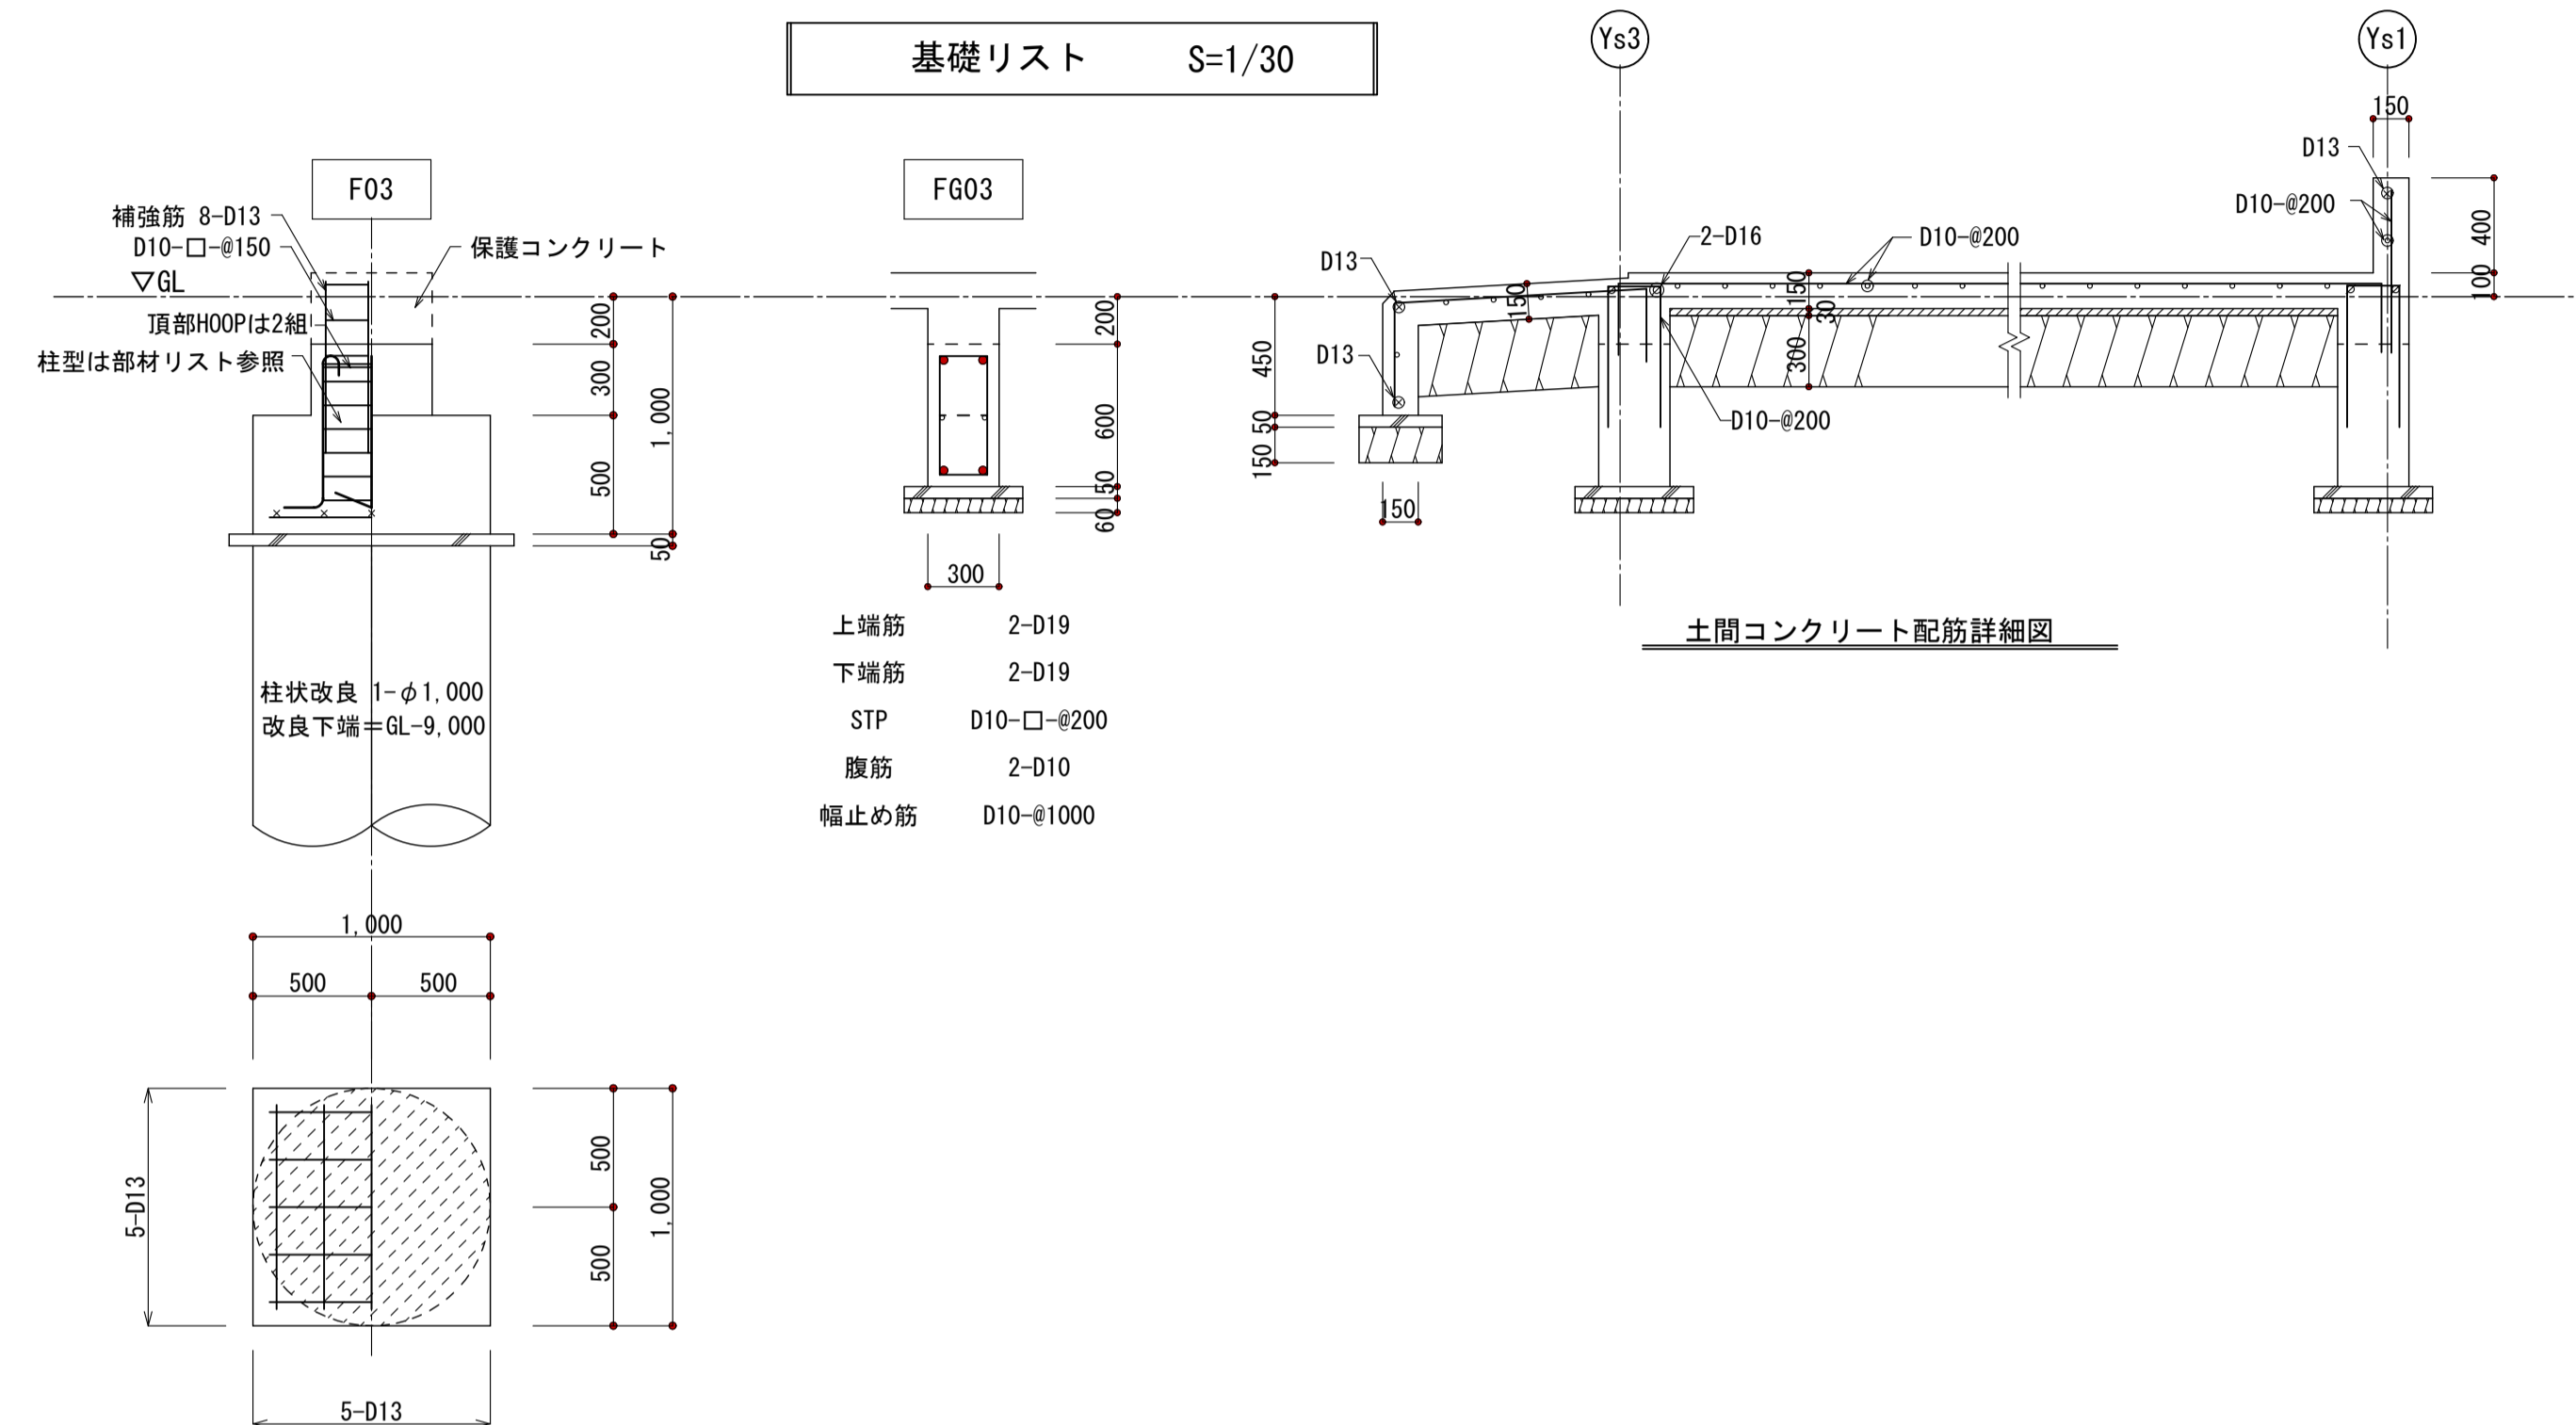 基礎リスト S=1/30
Ys3
Ys1
F03
補強筋 8-D13
D10-□-@150
▽GL
頂部HOOPは2組
柱型は部材リスト参照
保護コンクリート
200
300
500
1,000
50
柱状改良 1-φ1,000
改良下端=GL-9,000
1,000
500
500
5-D13
500
500
1,000
5-D13
FG03
200
600
50
60
300
上端筋 2-D19
下端筋 2-D19
STP D10-□-@200
腹筋 2-D10
幅止め筋 D10-@1000
D13
D13
450
50
150
150
150
2-D16
D10-@200
150
30
300
D10-@200
150
D13
D10-@200
400
100
土間コンクリート配筋詳細図